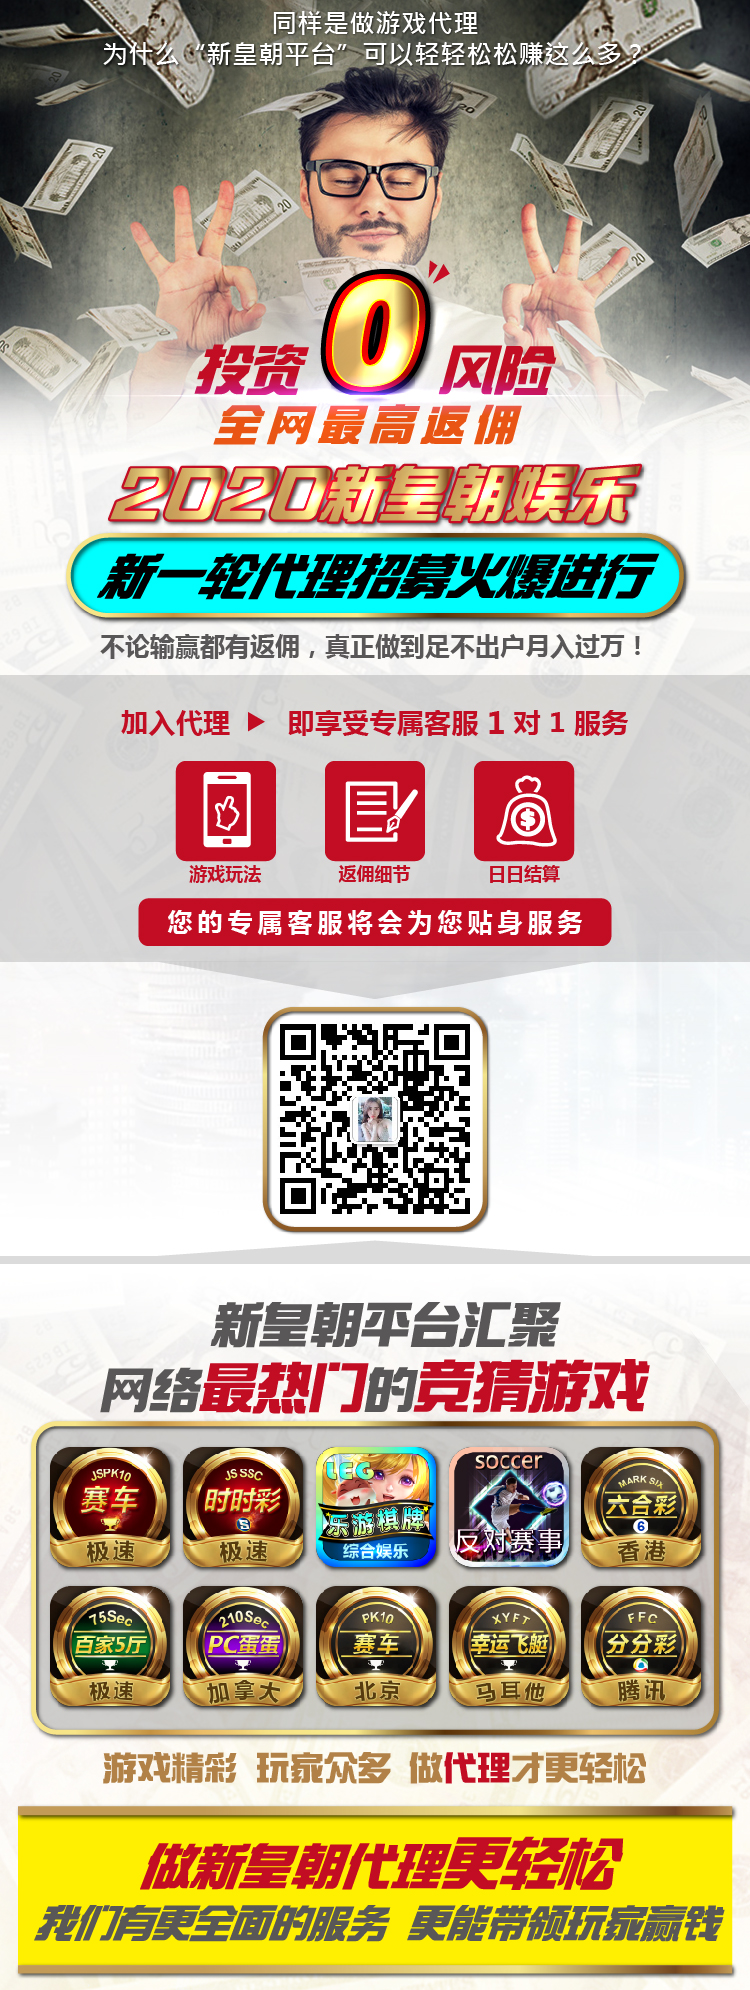 同样是做游戏代理
为什么“新皇朝平台”可以轻轻松松赚这么多？
投资0风险
全网最高返佣
2020新皇朝娱乐
新一轮代理招募火爆进行
不论输赢都有返佣，真正做到足不出户月入过万！
加入代理 ▶ 即享受专属客服 1 对 1 服务
游戏玩法 返佣细节 日日结算
您的专属客服将会为您贴身服务
新皇朝平台汇聚
网络最热门的竞猜游戏
JSPK10
赛车
极速
JS SSC
时时彩
极速
LEG
乐游棋牌
综合娱乐
soccer
反对赛事
MARK SIX
六合彩
6
香港
75Sec
百家5厅
极速
210Sec
PC蛋蛋
加拿大
PK10
赛车
北京
XYFT
幸运飞艇
马耳他
FFC
分分彩
腾讯
游戏精彩 玩家众多 做代理才更轻松
做新皇朝代理更轻松
我们有更全面的服务 更能带领玩家赢钱